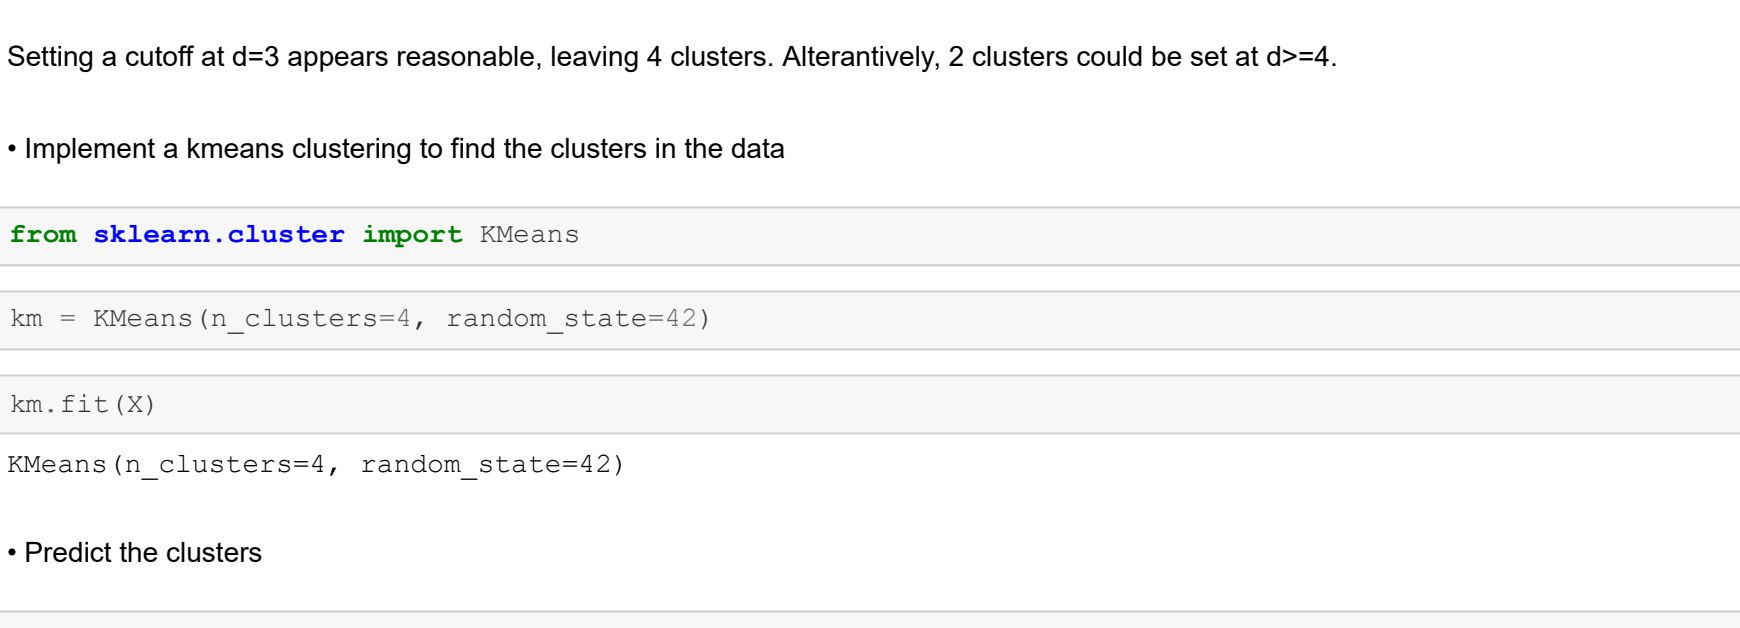 Setting a cutoff at d=3 appears reasonable, leaving 4 clusters. Alterantively, 2 clusters could be set at d>=4.
• Implement a kmeans clustering to find the clusters in the data
from sklearn.cluster import KMeans
km = KMeans(n_clusters=4, random_state=42)
km.fit(X)
KMeans(n_clusters=4, random_state=42)
• Predict the clusters